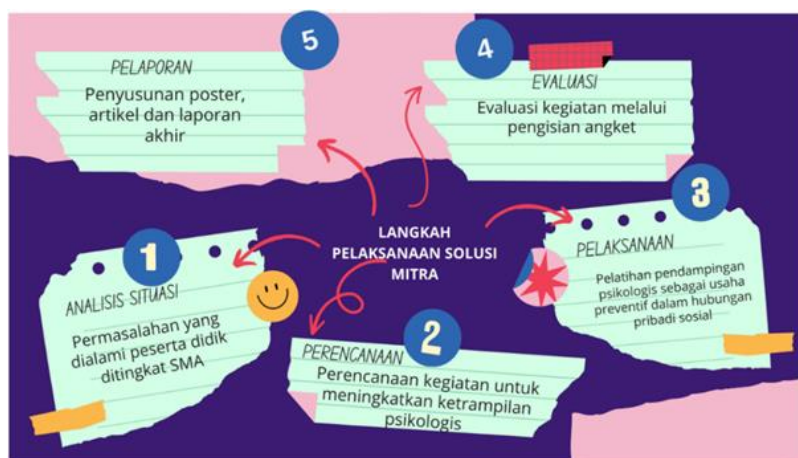 5
PELAPORAN
Penyusunan poster,
artikel dan laporan
akhir
4
EVALUASI
Evaluasi kegiatan melalui
pengisian angket
LANGKAH
PELAKSANAAN SOLUSI
MITRA
3
PELAKSANAAN
Pelatihan pendampingan
psikologis sebagai usaha
preventif dalam hubungan
pribadi sosial
1
ANALISIS SITUASI
Permasalahan yang
dialami peserta didik
ditingkat SMA
2
PERENCANAAN
Perencanaan kegiatan untuk
meningkatkan ketrampilan
psikologis